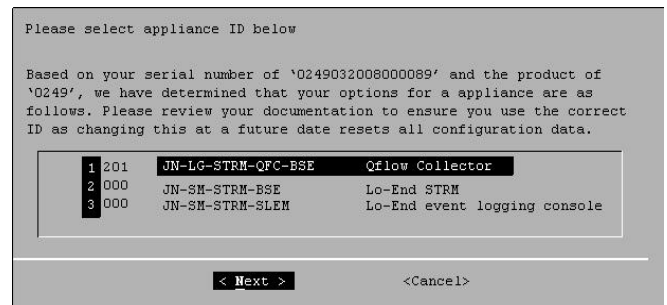 Please select appliance ID below
Based on your serial number of '0249032008000089' and the product of
'0249', we have determined that your options for a appliance are as
follows. Please review your documentation to ensure you use the correct
ID as changing this at a future date resets all configuration data.
1 201 JN-LG-STRM-QFC-BSE Qflow Collector
2 000 JN-SM-STRM-BSE Lo-End STRM
3 000 JN-SM-STRM-SLEM Lo-End event logging console
< Next > <Cancel>